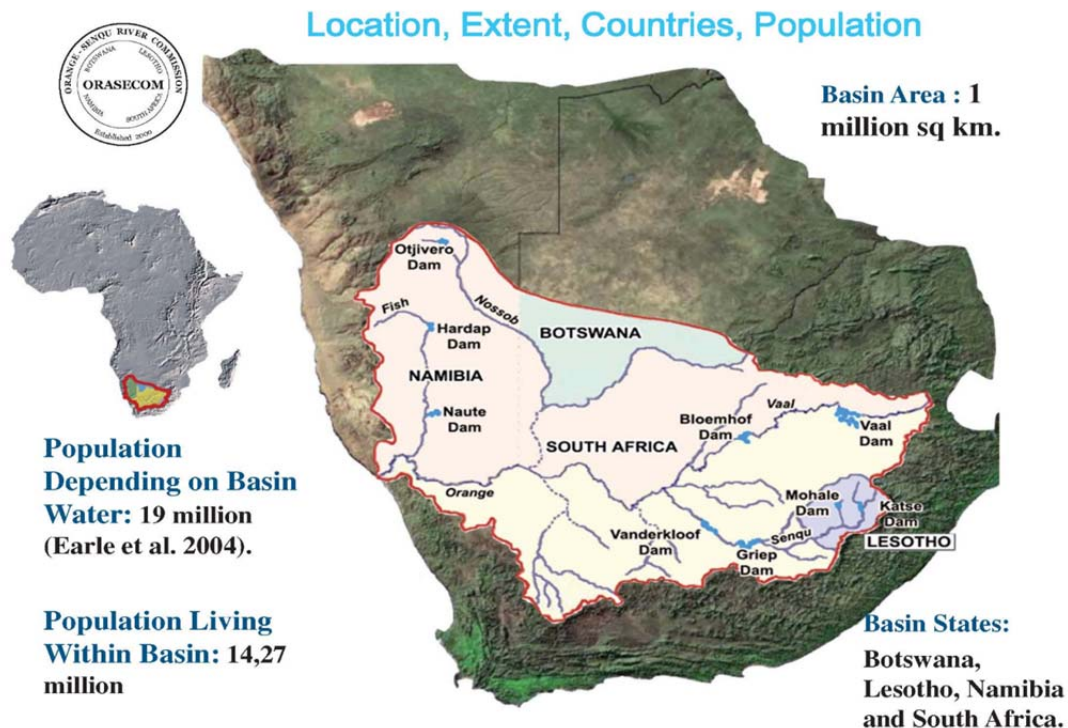 Location, Extent, Countries, Population
ORANGE - SENQU RIVER COMMISSION
BOTSWANA
LESOTHO
ORASECOM
NAMIBIA
SOUTH AFRICA
Established 2000
Basin Area : 1
million sq km.
Otjivero
Dam
Fish
Nossob
Hardap
Dam
BOTSWANA
NAMIBIA
Naute
Dam
Bloemhof
Dam
Vaal
Vaal
Dam
SOUTH AFRICA
Orange
Mohale
Dam
Katse
Dam
Vanderkloof
Dam
Senqu
LESOTHO
Griep
Dam
Population
Depending on Basin
Water: 19 million
(Earle et al. 2004).
Population Living
Within Basin: 14,27
million
Basin States:
Botswana,
Lesotho, Namibia
and South Africa.